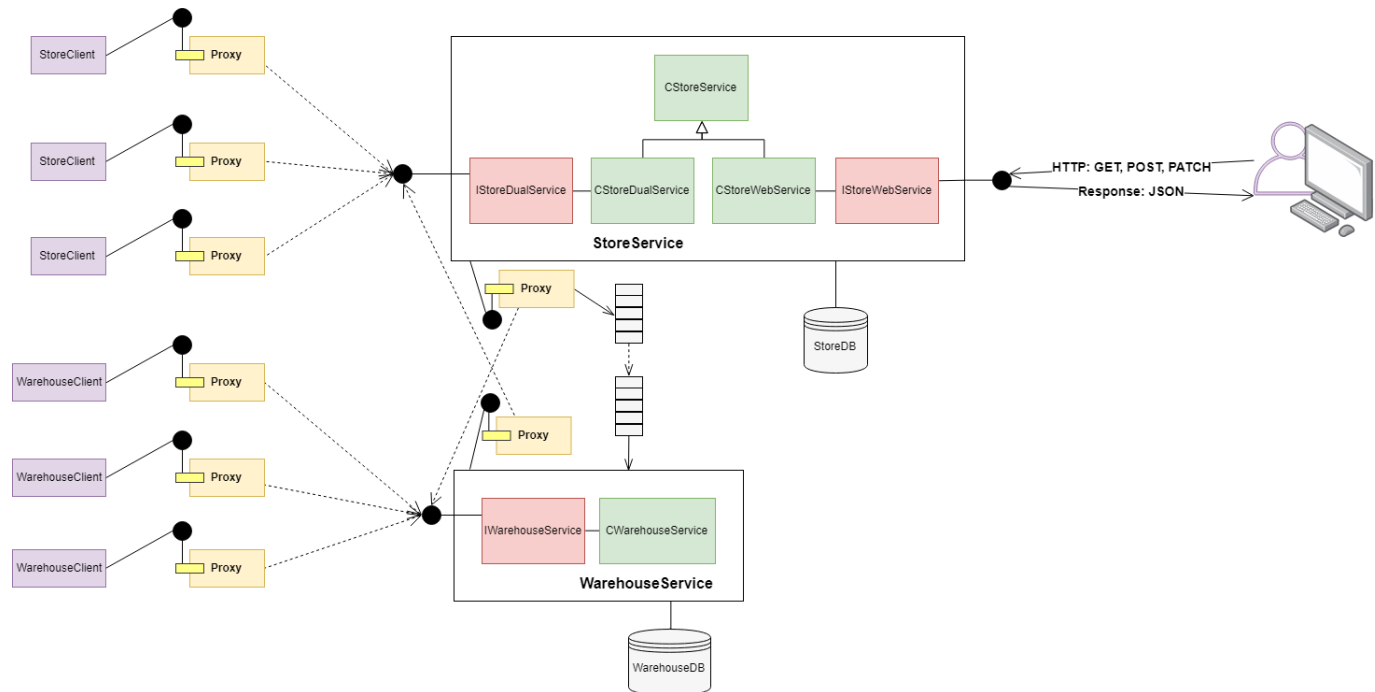 StoreClient
Proxy
StoreClient
Proxy
StoreClient
Proxy
CStoreService
IStoreDualService
CStoreDualService
CStoreWebService
IStoreWebService
StoreService
HTTP: GET, POST, PATCH
Response: JSON
Proxy
StoreDB
WarehouseClient
Proxy
WarehouseClient
Proxy
WarehouseClient
Proxy
Proxy
IWarehouseService
CWarehouseService
WarehouseService
WarehouseDB